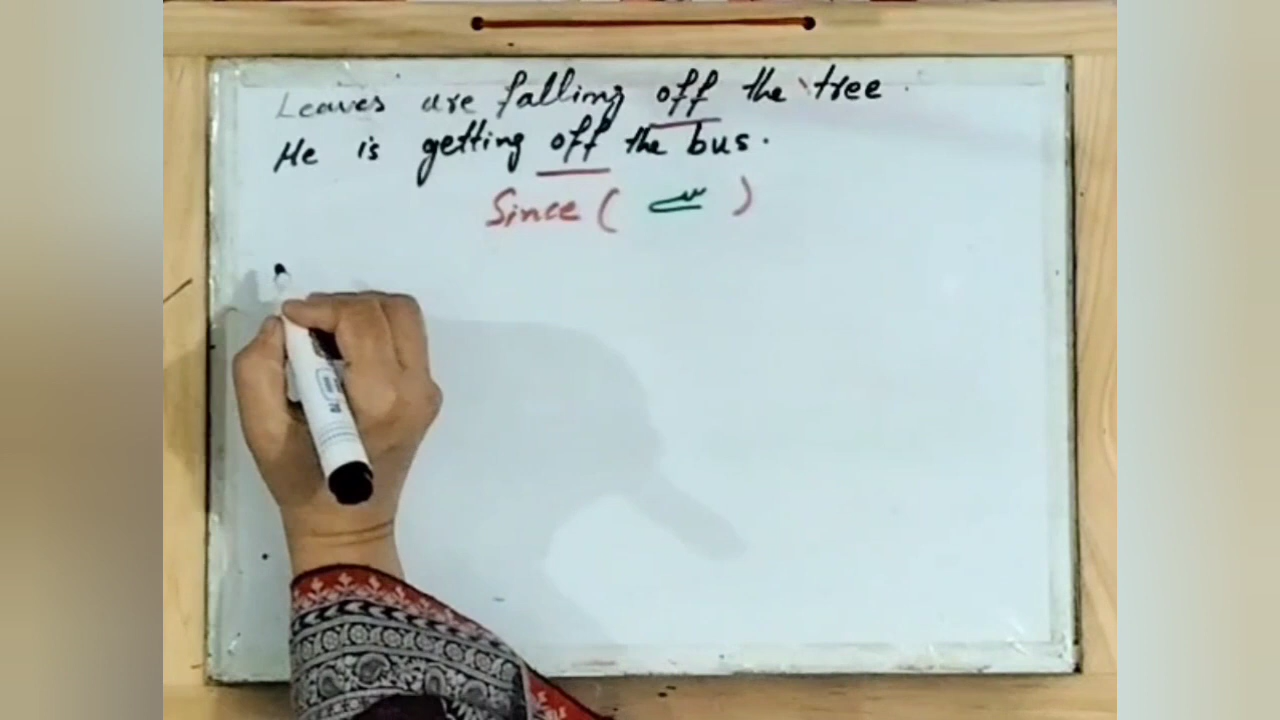 Leaves are falling off the tree.
He is getting off the bus.
Since ( سے )